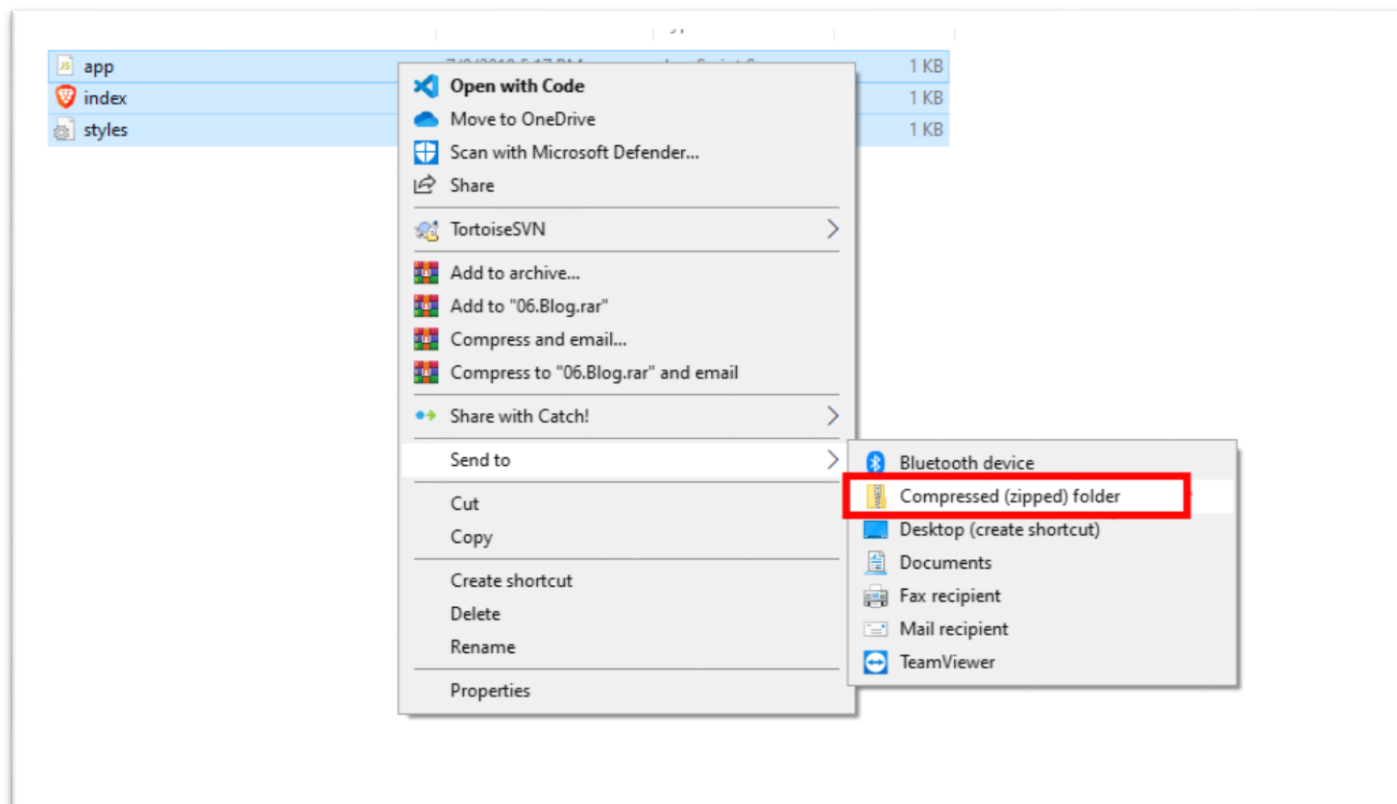 app
1 KB
index
1 KB
styles
1 KB
Open with Code
Move to OneDrive
Scan with Microsoft Defender...
Share
TortoiseSVN
Add to archive...
Add to "06.Blog.rar"
Compress and email...
Compress to "06.Blog.rar" and email
Share with Catch!
Send to
Cut
Copy
Create shortcut
Delete
Rename
Properties
Bluetooth device
Compressed (zipped) folder
Desktop (create shortcut)
Documents
Fax recipient
Mail recipient
TeamViewer